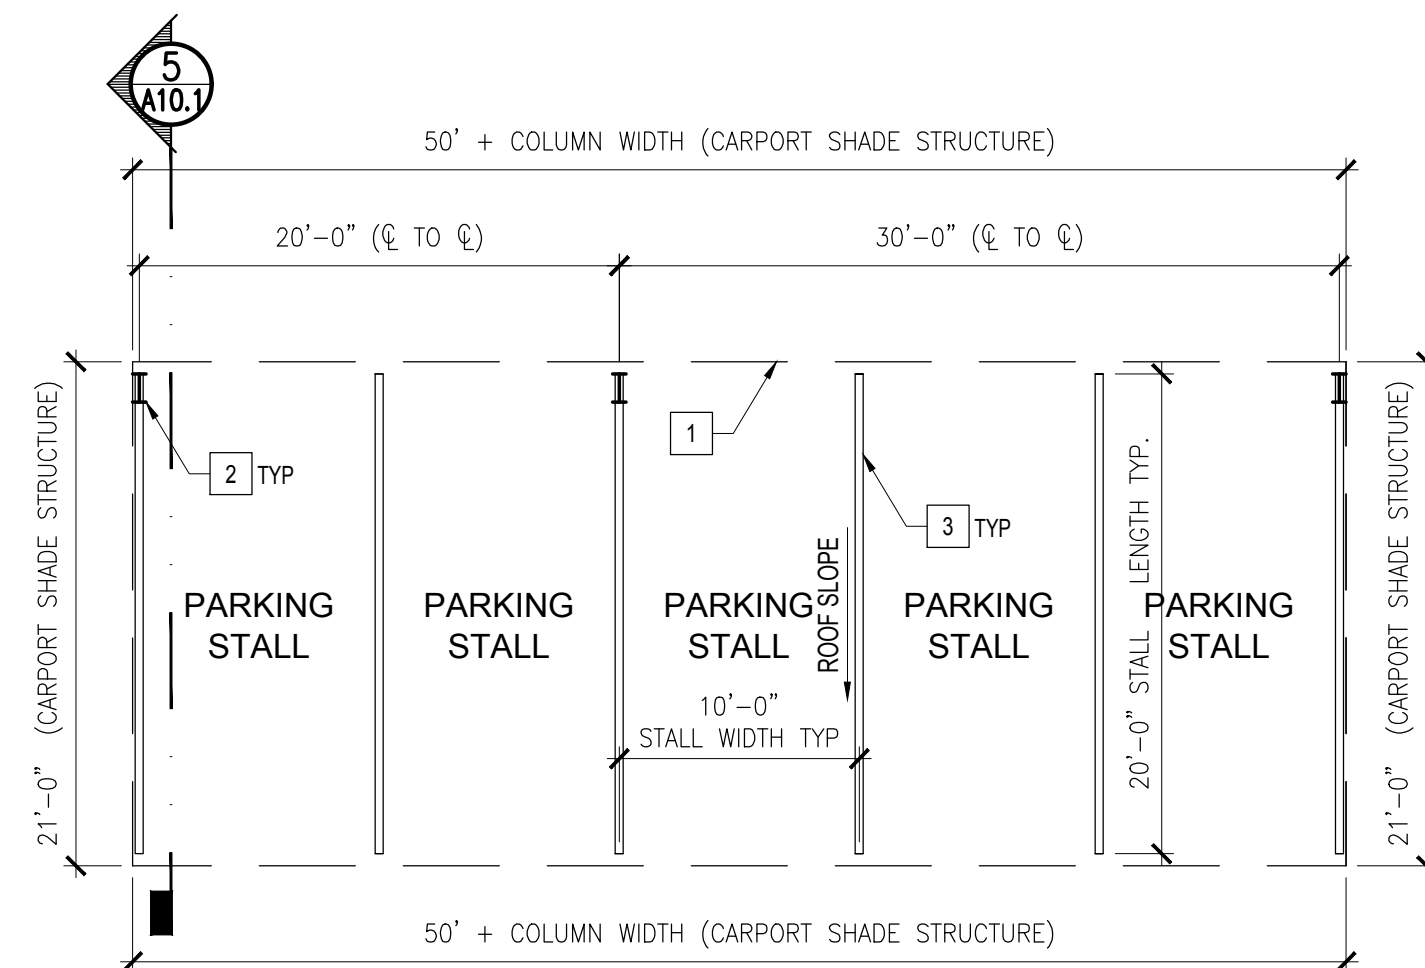 5
A10.1
50' + COLUMN WIDTH (CARPORT SHADE STRUCTURE)
20'-0" (℄ TO ℄)
30'-0" (℄ TO ℄)
21'-0" (CARPORT SHADE STRUCTURE)
1
2 TYP
3 TYP
ROOF SLOPE
20'-0" STALL LENGTH TYP.
21'-0" (CARPORT SHADE STRUCTURE)
PARKING
STALL
PARKING
STALL
PARKING
STALL
PARKING
STALL
PARKING
STALL
10'-0"
STALL WIDTH TYP
50' + COLUMN WIDTH (CARPORT SHADE STRUCTURE)